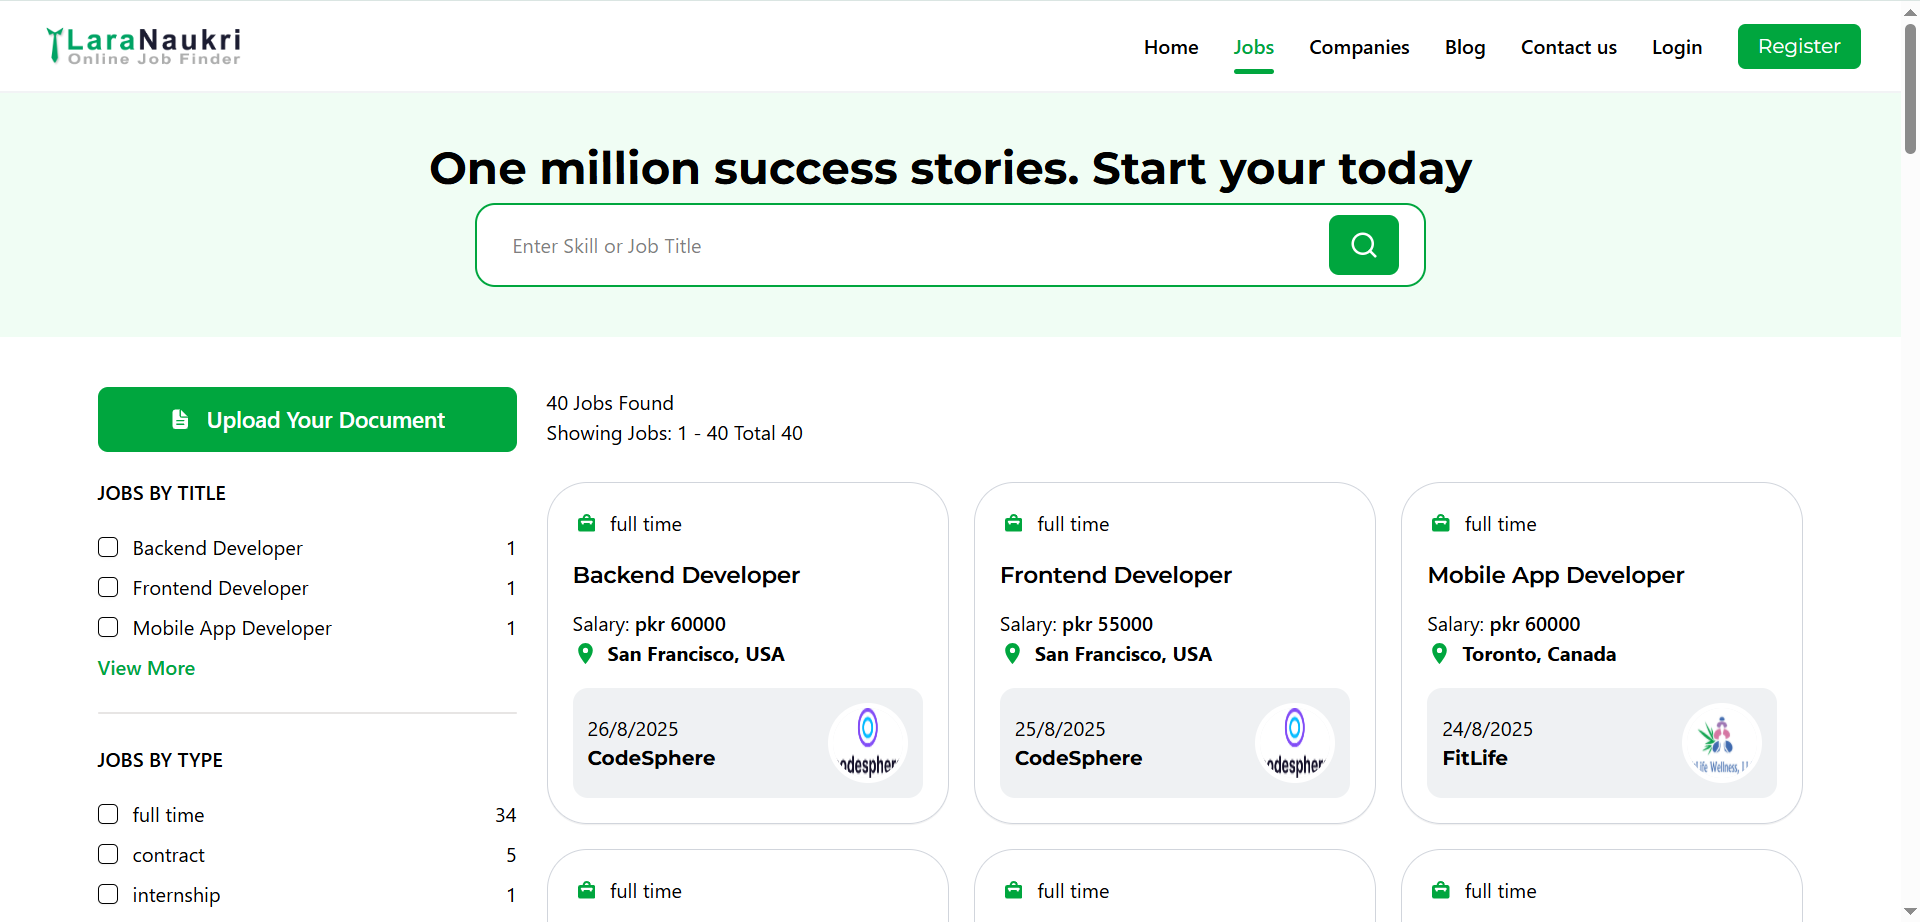 LaraNaukri
Online Job Finder
Home
Jobs
Companies
Blog
Contact us
Login
Register
One million success stories. Start your today
Enter Skill or Job Title
Upload Your Document
40 Jobs Found
Showing Jobs: 1 - 40 Total 40
JOBS BY TITLE
Backend Developer 1
Frontend Developer 1
Mobile App Developer 1
View More
JOBS BY TYPE
full time 34
contract 5
internship 1
full time
Backend Developer
Salary: pkr 60000
San Francisco, USA
26/8/2025
CodeSphere
codesphere
full time
Frontend Developer
Salary: pkr 55000
San Francisco, USA
25/8/2025
CodeSphere
codesphere
full time
Mobile App Developer
Salary: pkr 60000
Toronto, Canada
24/8/2025
FitLife
Wellness,
full time
full time
full time